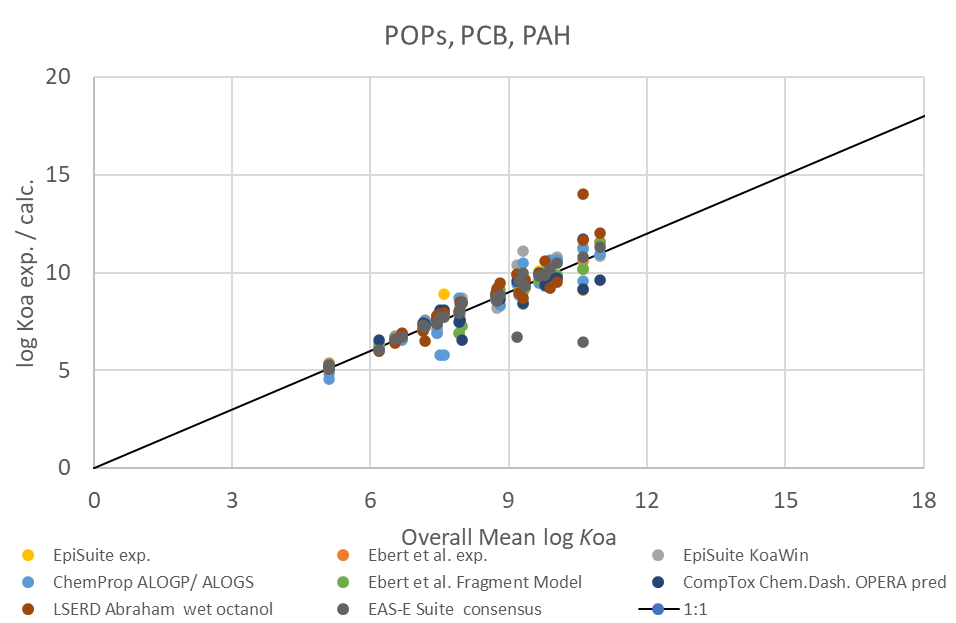 POPs, PCB, PAH
20
15
10
5
0
log Koa exp. / calc.
0 3 6 9 12 15 18
Overall Mean log Koa
EpiSuite exp. Ebert et al. exp. EpiSuite KoaWin
ChemProp ALOGP/ ALOGS Ebert et al. Fragment Model CompTox Chem.Dash. OPERA pred
LSERD Abraham wet octanol EAS-E Suite consensus 1:1